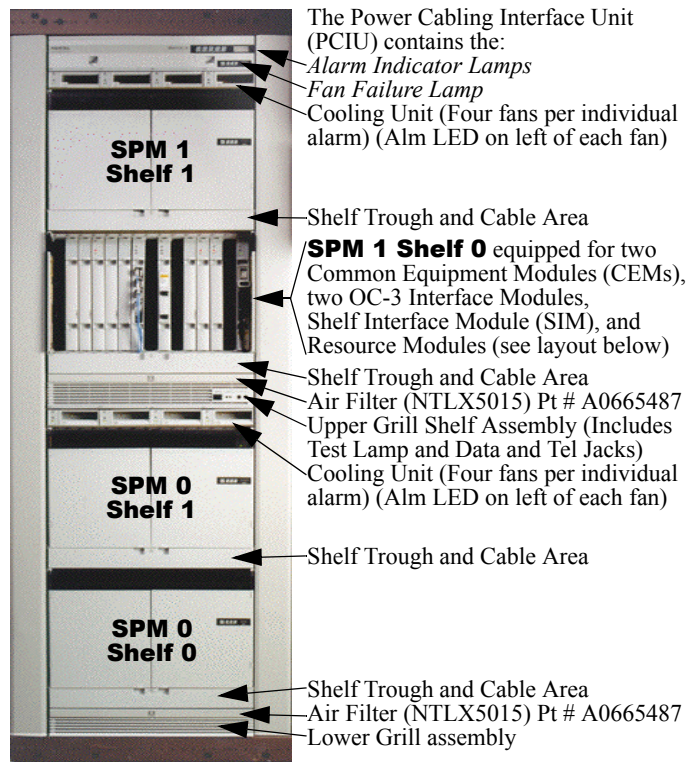 The Power Cabling Interface Unit
(PCIU) contains the:
Alarm Indicator Lamps
Fan Failure Lamp
Cooling Unit (Four fans per individual
alarm) (Alm LED on left of each fan)
SPM 1
Shelf 1
Shelf Trough and Cable Area
SPM 1 Shelf 0 equipped for two
Common Equipment Modules (CEMs),
two OC-3 Interface Modules,
Shelf Interface Module (SIM), and
Resource Modules (see layout below)
Shelf Trough and Cable Area
Air Filter (NTLX5015) Pt # A0665487
Upper Grill Shelf Assembly (Includes
Test Lamp and Data and Tel Jacks)
Cooling Unit (Four fans per individual
alarm) (Alm LED on left of each fan)
SPM 0
Shelf 1
Shelf Trough and Cable Area
SPM 0
Shelf 0
Shelf Trough and Cable Area
Air Filter (NTLX5015) Pt # A0665487
Lower Grill assembly